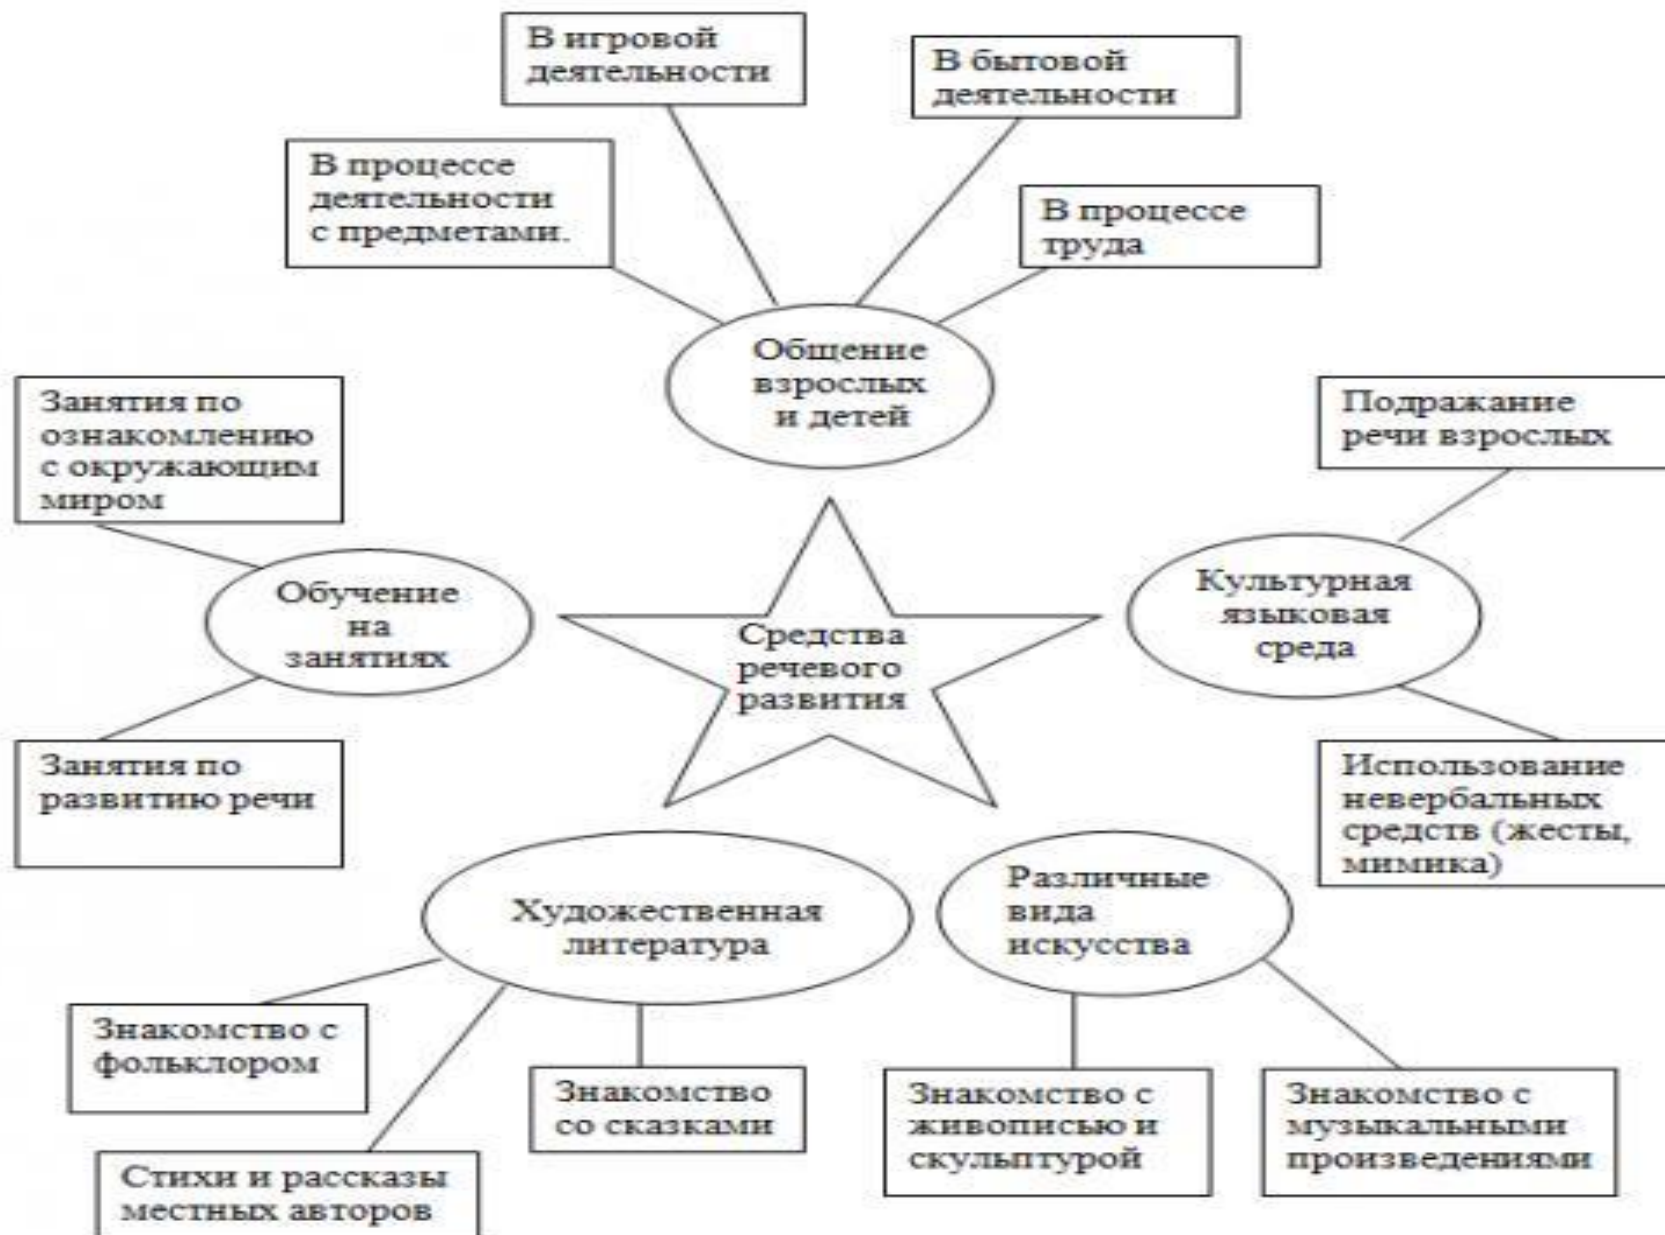 В игровой
деятельности
В бытовой
деятельности
В процессе
деятельности
с предметами.
В процессе
труда
Общение
взрослых
и детей
Занятия по
ознакомлению
с окружающим
миром
Подражание
речи взрослых
Обучение
на
занятиях
Культурная
языковая
среда
Средства
речевого
развития
Занятия по
развитию речи
Использование
невербальных
средств (жесты,
мимика)
Художественная
литература
Различные
вида
искусства
Знакомство с
фольклором
Знакомство
со сказками
Знакомство с
живописью и
скульптурой
Знакомство с
музыкальными
произведениями
Стихи и рассказы
местных авторов